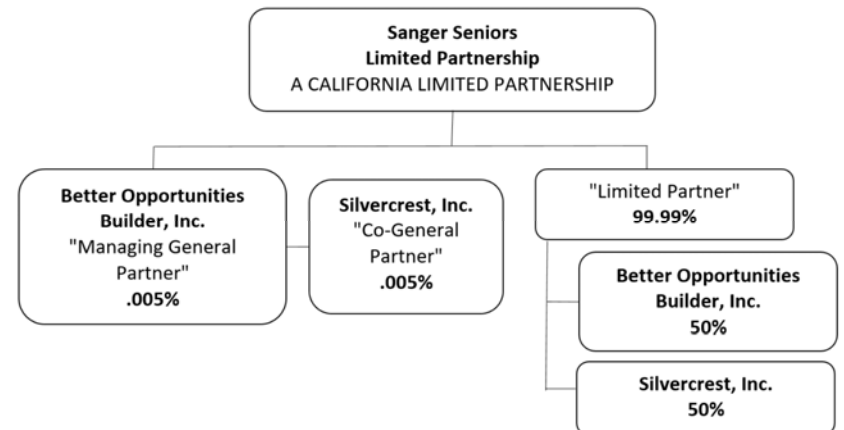 Sanger Seniors
Limited Partnership
A CALIFORNIA LIMITED PARTNERSHIP
Better Opportunities
Builder, Inc.
"Managing General
Partner"
.005%
Silvercrest, Inc.
"Co-General
Partner"
.005%
"Limited Partner"
99.99%
Better Opportunities
Builder, Inc.
50%
Silvercrest, Inc.
50%